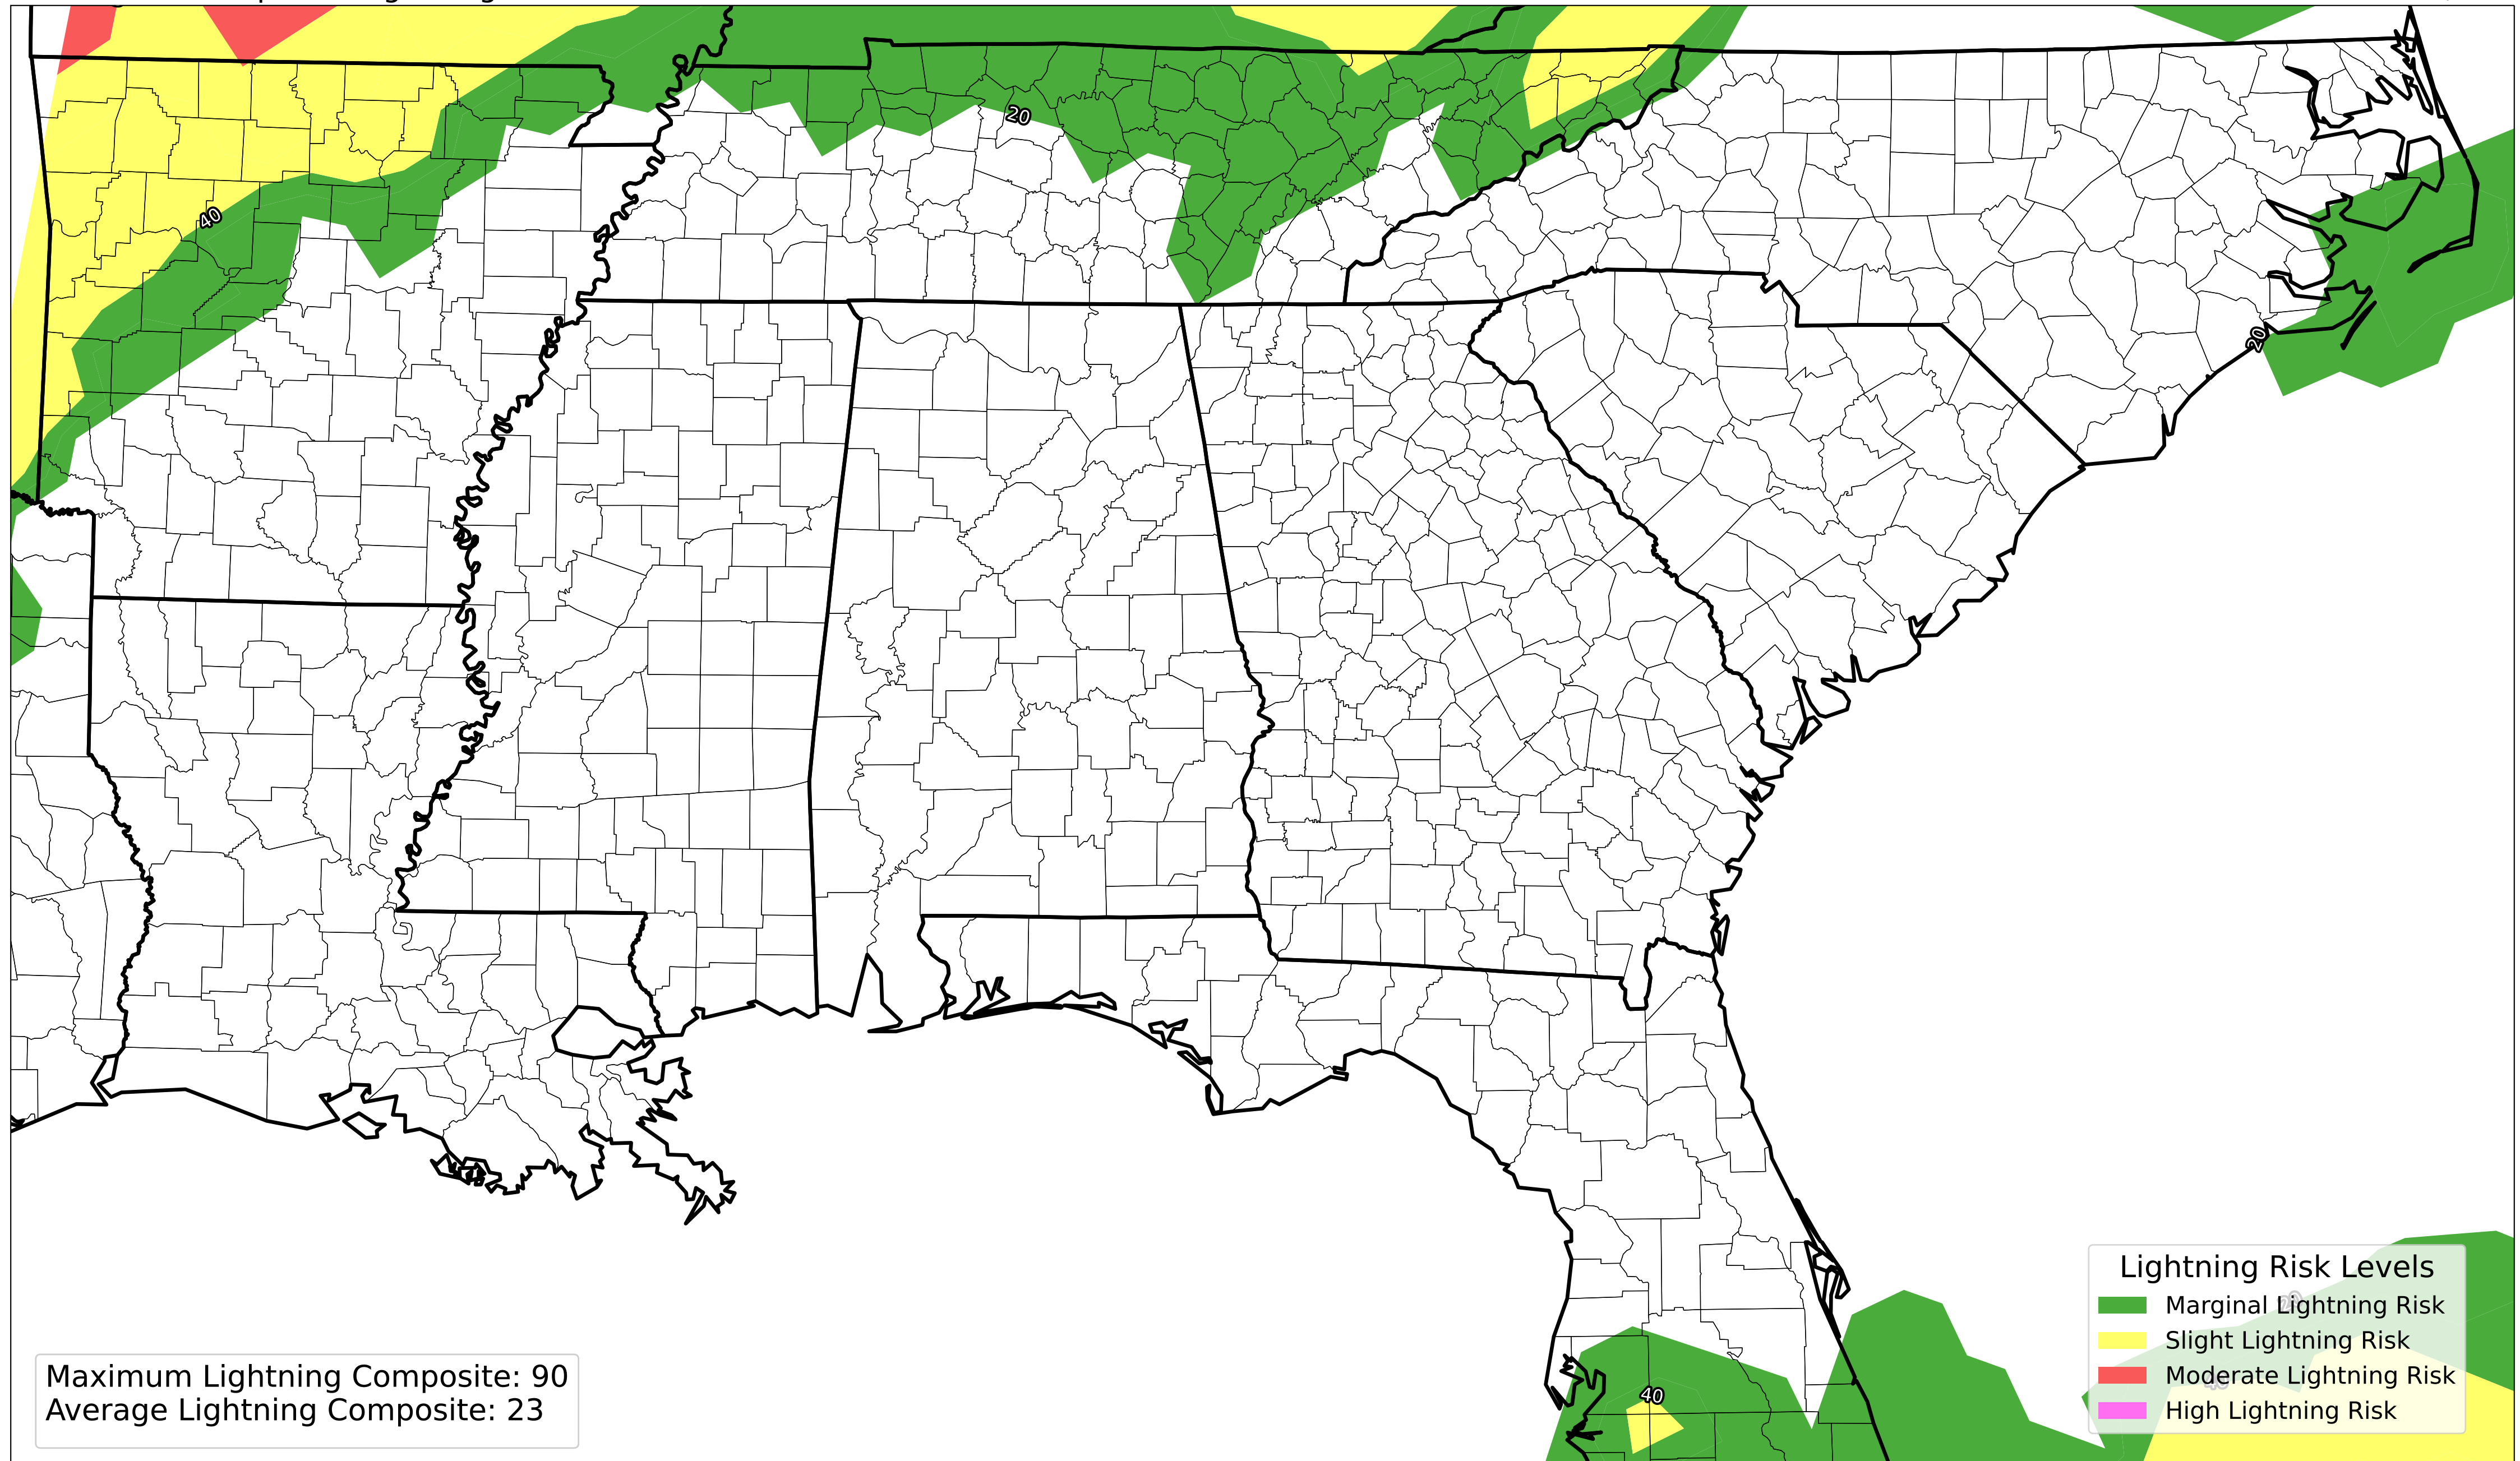 20
40
20
40
Lightning Risk Levels
Marginal Lightning Risk
Slight Lightning Risk
Moderate Lightning Risk
High Lightning Risk
Maximum Lightning Composite: 90
Average Lightning Composite: 23